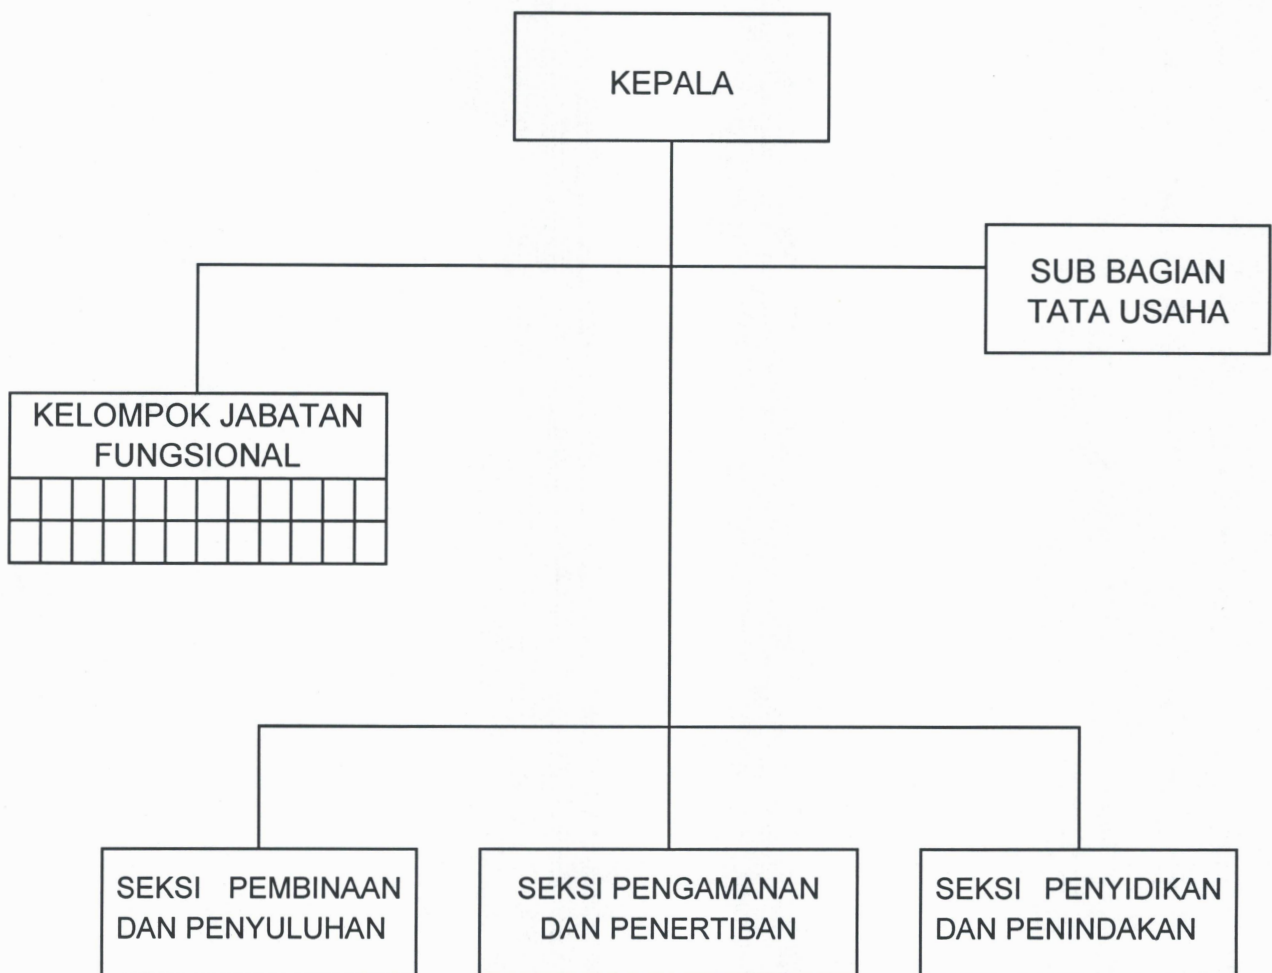 KEPALA
SUB BAGIAN
TATA USAHA
KELOMPOK JABATAN
FUNGSIONAL
SEKSI PEMBINAAN
DAN PENYULUHAN
SEKSI PENGAMANAN
DAN PENERTIBAN
SEKSI PENYIDIKAN
DAN PENINDAKAN